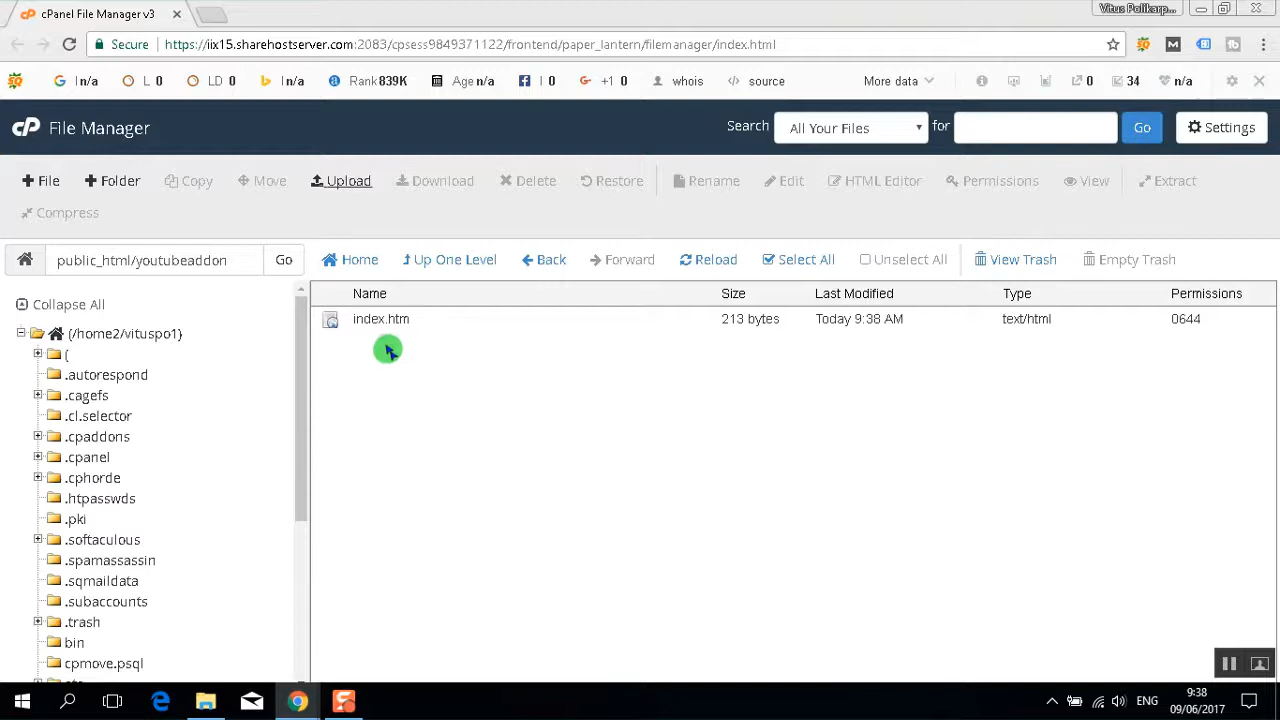 cPanel File Manager v3
Vitus Polikarp...
Secure https://iix15.sharehostserver.com:2083/cpsess9849371122/frontend/paper_lantern/filemanager/index.html
I n/a L 0 LD 0 I n/a Rank 839K Age n/a I 0 +1 0 whois source More data 0 34 n/a
cP File Manager
Search All Your Files for Go Settings
File Folder Copy Move Upload Download Delete Restore Rename Edit HTML Editor Permissions View Extract
Compress
public_html/youtubeaddon Go Home Up One Level Back Forward Reload Select All Unselect All View Trash Empty Trash
Collapse All
Name Size Last Modified Type Permissions
index.htm 213 bytes Today 9:38 AM text/html 0644
(/home2/vituspo1)
(
.autorespond
.cagefs
.cl.selector
.cpaddons
.cpanel
.cphorde
.htpasswds
.pki
.softaculous
.spamassassin
.sqmaildata
.subaccounts
.trash
bin
cpmove.psql
ENG
9:38
09/06/2017